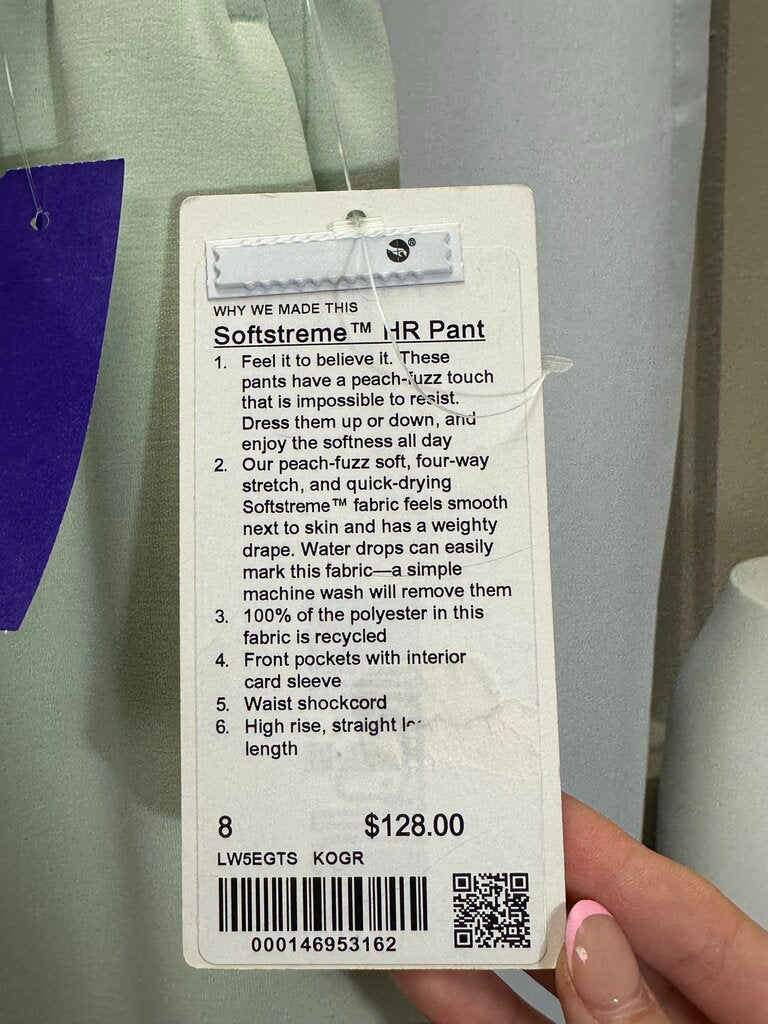 ®
WHY WE MADE THIS
Softstreme™ HR Pant
1. Feel it to believe it. These
pants have a peach-fuzz touch
that is impossible to resist.
Dress them up or down, and
enjoy the softness all day
2. Our peach-fuzz soft, four-way
stretch, and quick-drying
Softstreme™ fabric feels smooth
next to skin and has a weighty
drape. Water drops can easily
mark this fabric—a simple
machine wash will remove them
3. 100% of the polyester in this
fabric is recycled
4. Front pockets with interior
card sleeve
5. Waist shockcord
6. High rise, straight
length
8 $128.00
LW5EGTS KOGR
000146953162